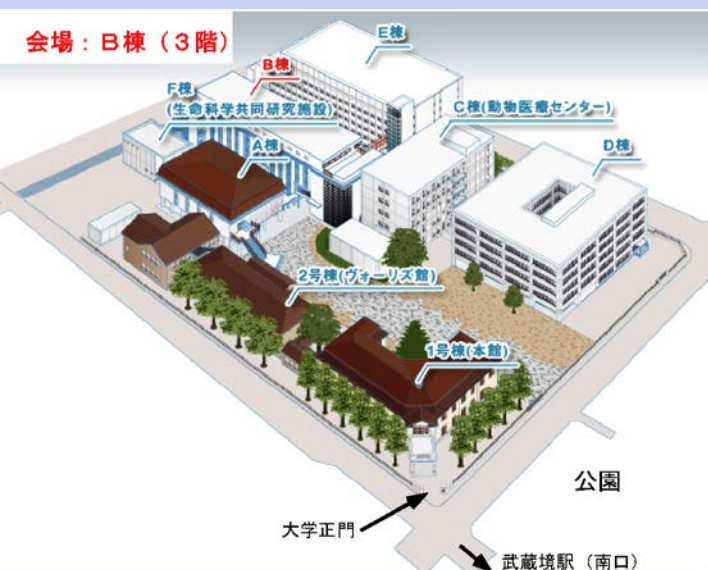 会場：Ｂ棟（３階）
E棟
B棟
F棟
(生命科学共同研究施設)
C棟(動物医療センター)
A棟
D棟
2号棟(ヴォーリズ館)
1号棟(本館)
公園
大学正門
武蔵境駅（南口）